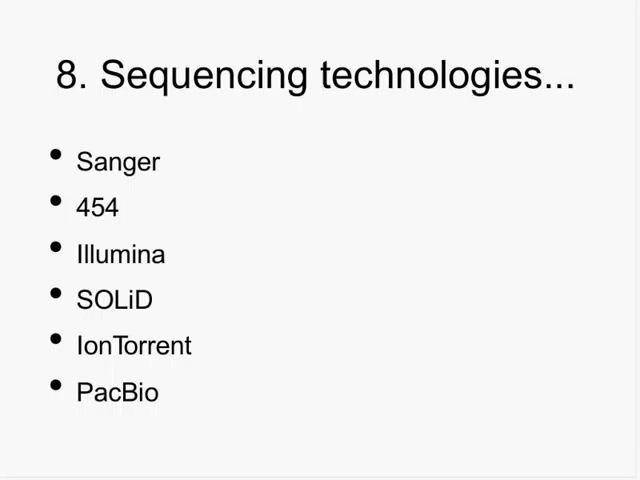 8. Sequencing technologies...
• Sanger
• 454
• Illumina
• SOLiD
• IonTorrent
• PacBio